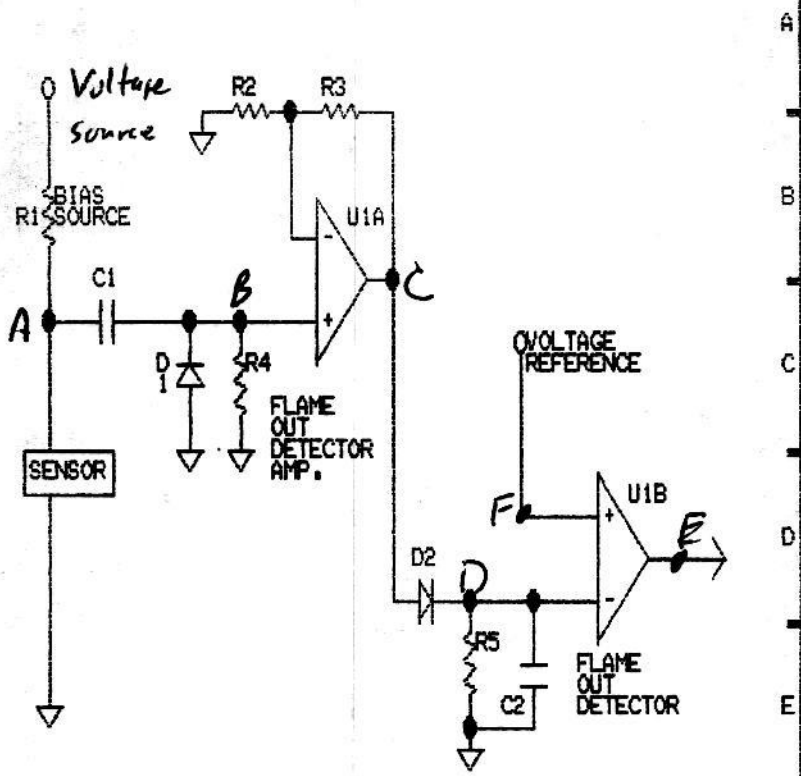 Voltage
source
R2
R3
A
B
C
D
E
BIAS
R1 SOURCE
U1A
-
+
C1
A
B
C
D
1
R4
FLAME
OUT
DETECTOR
AMP.
SENSOR
VOLTAGE
REFERENCE
F
+
-
U1B
E
D2
D
R5
C2
FLAME
OUT
DETECTOR